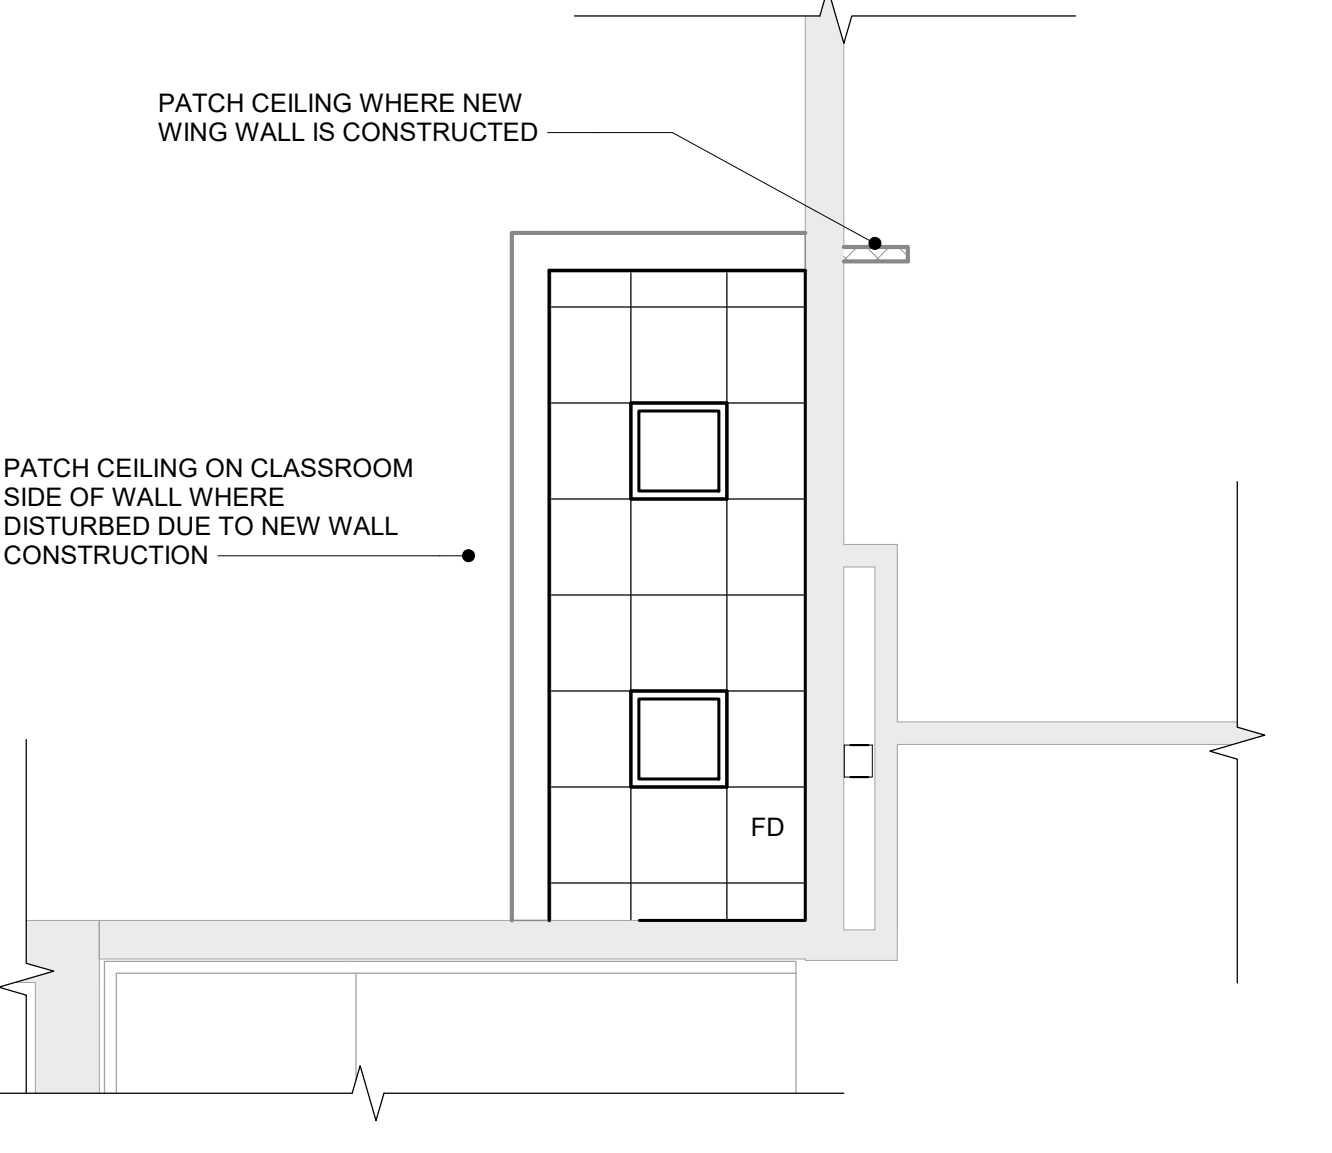 PATCH CEILING WHERE NEW
WING WALL IS CONSTRUCTED
PATCH CEILING ON CLASSROOM
SIDE OF WALL WHERE
DISTURBED DUE TO NEW WALL
CONSTRUCTION
FD